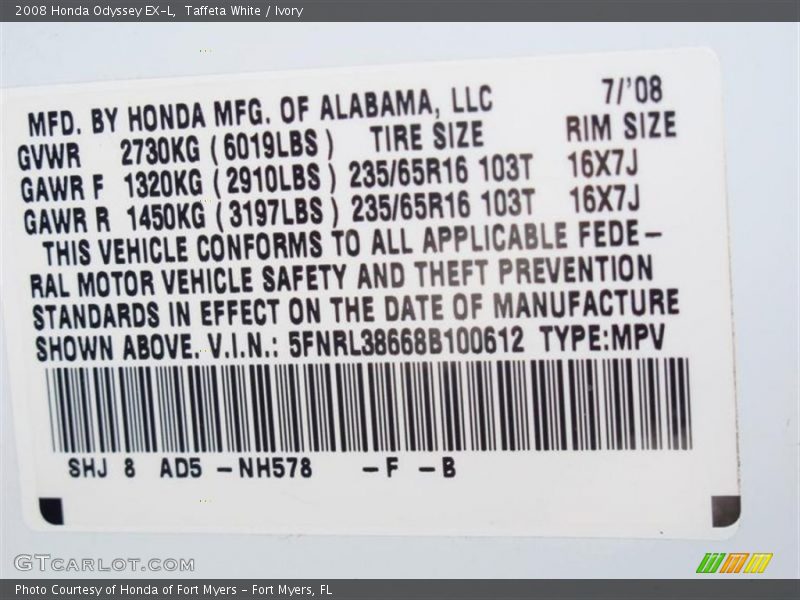 2008 Honda Odyssey EX-L,  Taffeta White / Ivory
MFD. BY HONDA MFG. OF ALABAMA, LLC 7/'08
GVWR 2730KG (6019LBS) TIRE SIZE RIM SIZE
GAWR F 1320KG (2910LBS) 235/65R16 103T 16X7J
GAWR R 1450KG (3197LBS) 235/65R16 103T 16X7J
THIS VEHICLE CONFORMS TO ALL APPLICABLE FEDE-
RAL MOTOR VEHICLE SAFETY AND THEFT PREVENTION
STANDARDS IN EFFECT ON THE DATE OF MANUFACTURE
SHOWN ABOVE. V.I.N.: 5FNRL38668B100612 TYPE:MPV
SHJ 8 AD5 -NH578 -F -B
GTCARLOT.COM
Photo Courtesy of Honda of Fort Myers - Fort Myers, FL